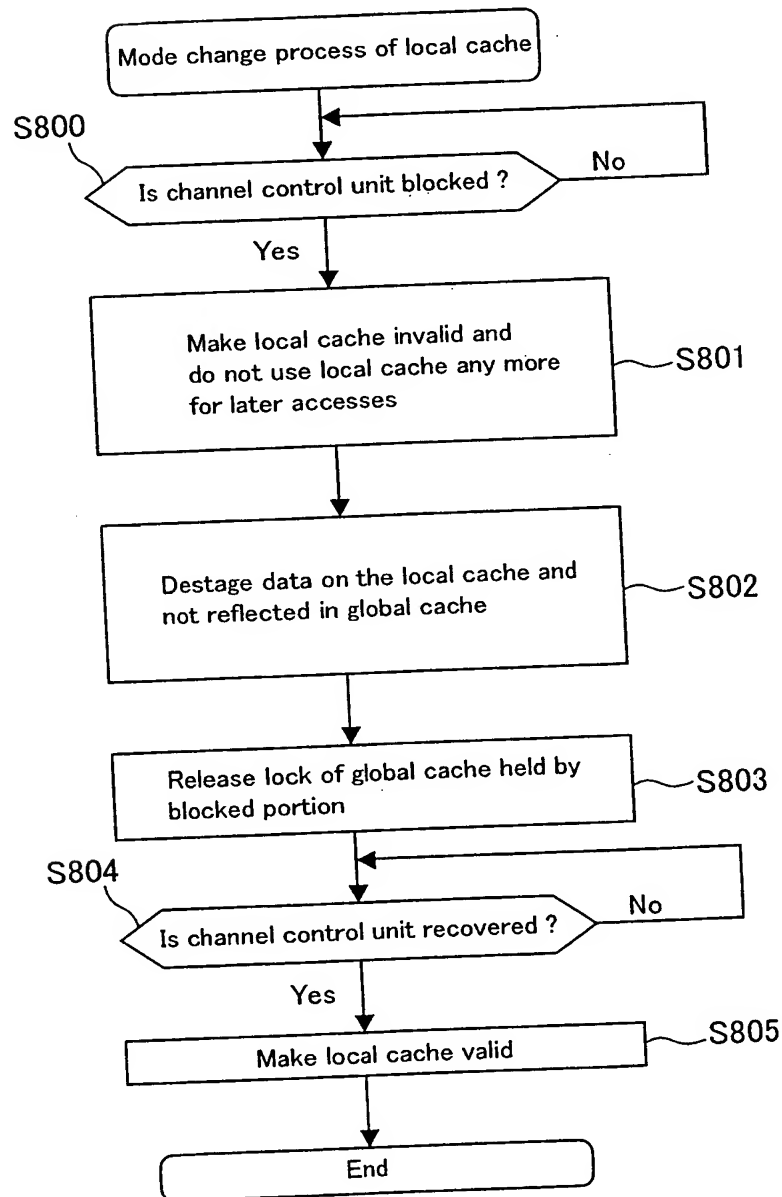 Mode change process of local cache
S800
Is channel control unit blocked ?
No
Yes
Make local cache invalid and
do not use local cache any more
for later accesses
S801
Destage data on the local cache and
not reflected in global cache
S802
Release lock of global cache held by
blocked portion
S803
S804
Is channel control unit recovered ?
No
Yes
Make local cache valid
S805
End